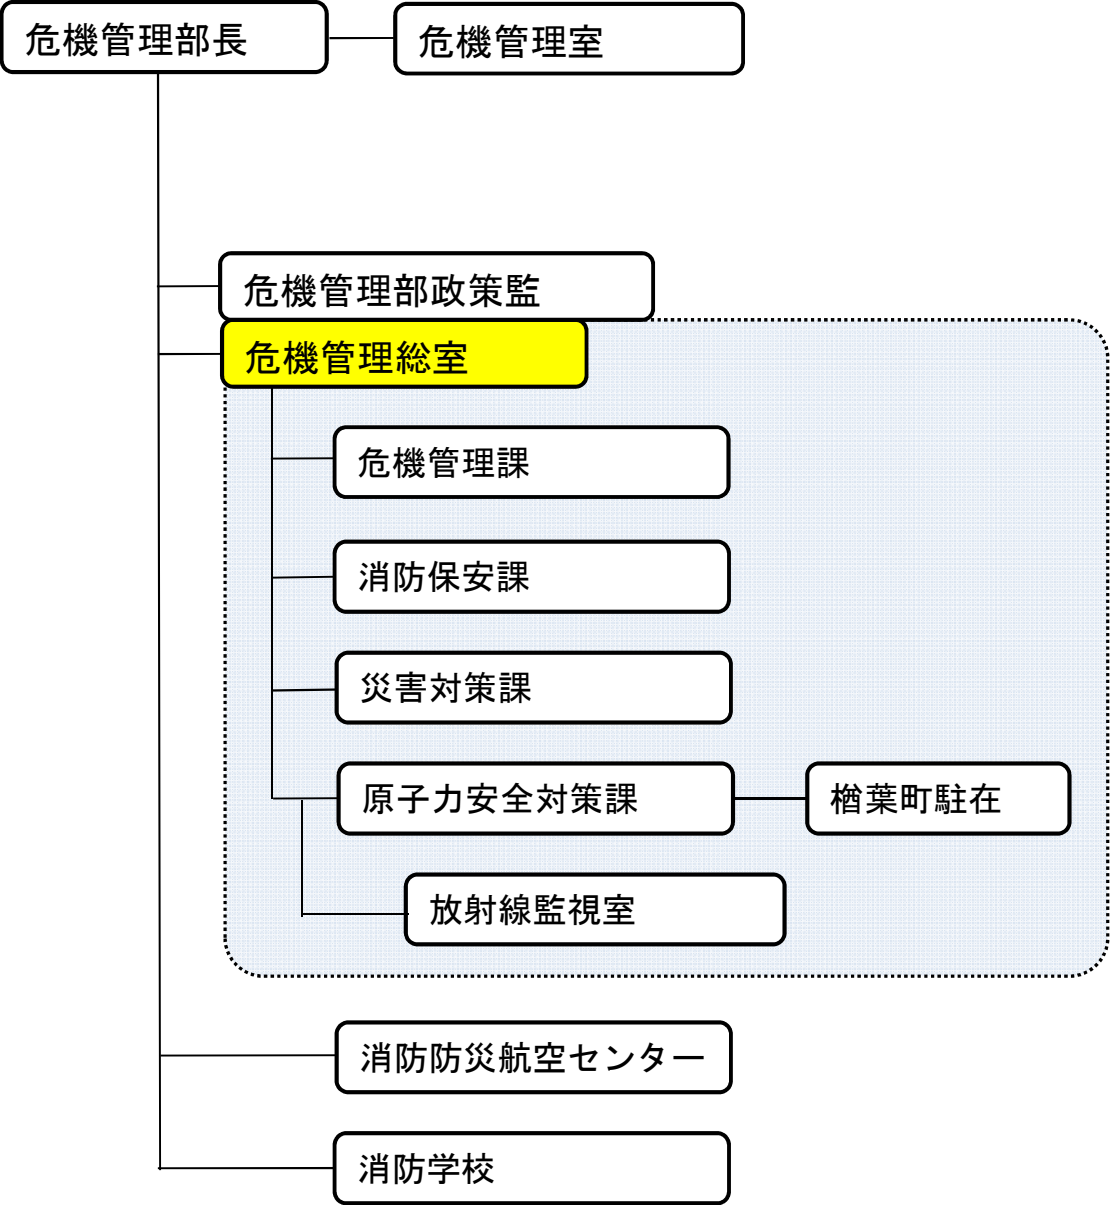 危機管理部長
危機管理室
危機管理部政策監
危機管理総室
危機管理課
消防保安課
災害対策課
原子力安全対策課
楢葉町駐在
放射線監視室
消防防災航空センター
消防学校